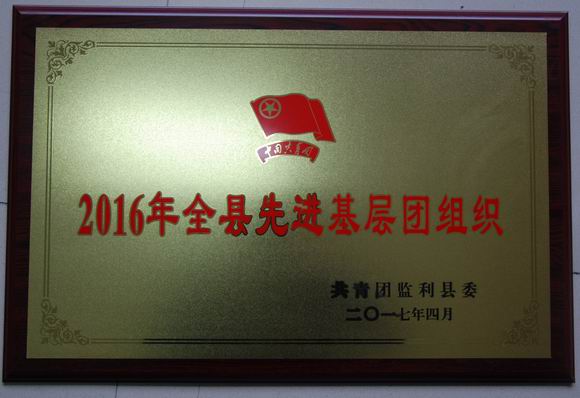 中国共青团
2016年全县先进基层团组织
共青团监利县委
二〇一七年四月